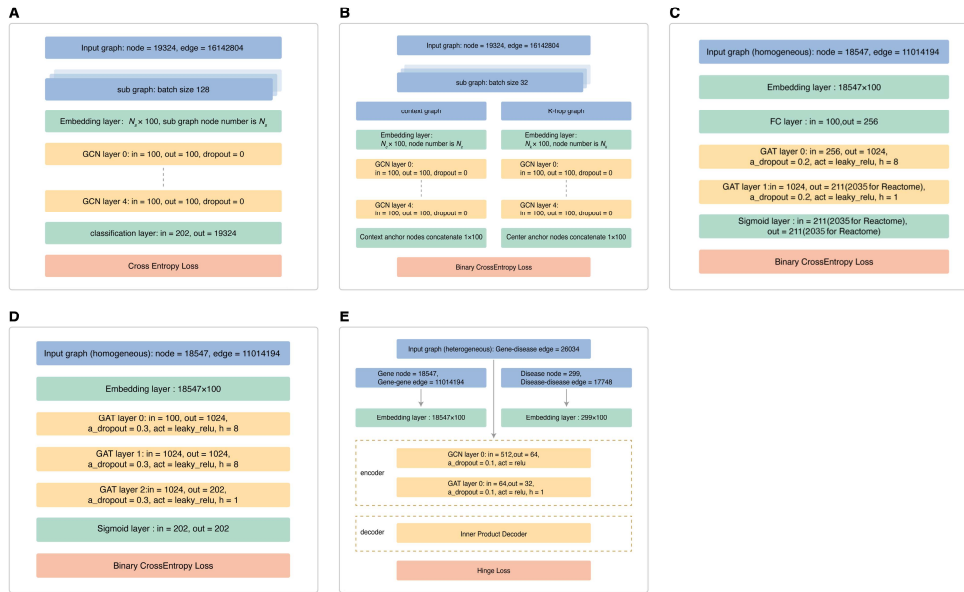 A
Input graph: node = 19324, edge = 16142804
sub graph: batch size 128
Embedding layer: Nₛ × 100, sub graph node number is Nₛ
GCN layer 0: in = 100, out = 100, dropout = 0
GCN layer 4: in = 100, out = 100, dropout = 0
classification layer: in = 202, out = 19324
Cross Entropy Loss
B
Input graph: node = 19324, edge = 16142804
sub graph: batch size 32
context graph
K-hop graph
Embedding layer:
Nₛ × 100, node number is Nₛ
Embedding layer:
Nₛ × 100, node number is Nₛ
GCN layer 0:
in = 100, out = 100, dropout = 0
GCN layer 0:
in = 100, out = 100, dropout = 0
GCN layer 4:
in = 100, out = 100, dropout = 0
GCN layer 4:
in = 100, out = 100, dropout = 0
Context anchor nodes concatenate 1×100
Center anchor nodes concatenate 1×100
Binary CrossEntropy Loss
C
Input graph (homogeneous): node = 18547, edge = 11014194
Embedding layer : 18547×100
FC layer : in = 100,out = 256
GAT layer 0: in = 256, out = 1024,
a_dropout = 0.2, act = leaky_relu, h = 8
GAT layer 1:in = 1024, out = 211(2035 for Reactome),
a_dropout = 0.2, act = leaky_relu, h = 1
Sigmoid layer : in = 211(2035 for Reactome),
out = 211(2035 for Reactome)
Binary CrossEntropy Loss
D
Input graph (homogeneous): node = 18547, edge = 11014194
Embedding layer : 18547×100
GAT layer 0: in = 100, out = 1024,
a_dropout = 0.3, act = leaky_relu, h = 8
GAT layer 1: in = 1024, out = 1024,
a_dropout = 0.3, act = leaky_relu, h = 8
GAT layer 2:in = 1024, out = 202,
a_dropout = 0.3, act = leaky_relu, h = 1
Sigmoid layer : in = 202, out = 202
Binary CrossEntropy Loss
E
Input graph (heterogeneous): Gene-disease edge = 26034
Gene node = 18547,
Gene-gene edge = 11014194
Disease node = 299,
Disease-disease edge = 17748
Embedding layer : 18547×100
Embedding layer : 299×100
encoder
GCN layer 0: in = 512,out = 64,
a_dropout = 0.1, act = relu
GAT layer 0: in = 64,out = 32,
a_dropout = 0.1, act = relu, h = 1
decoder
Inner Product Decoder
Hinge Loss